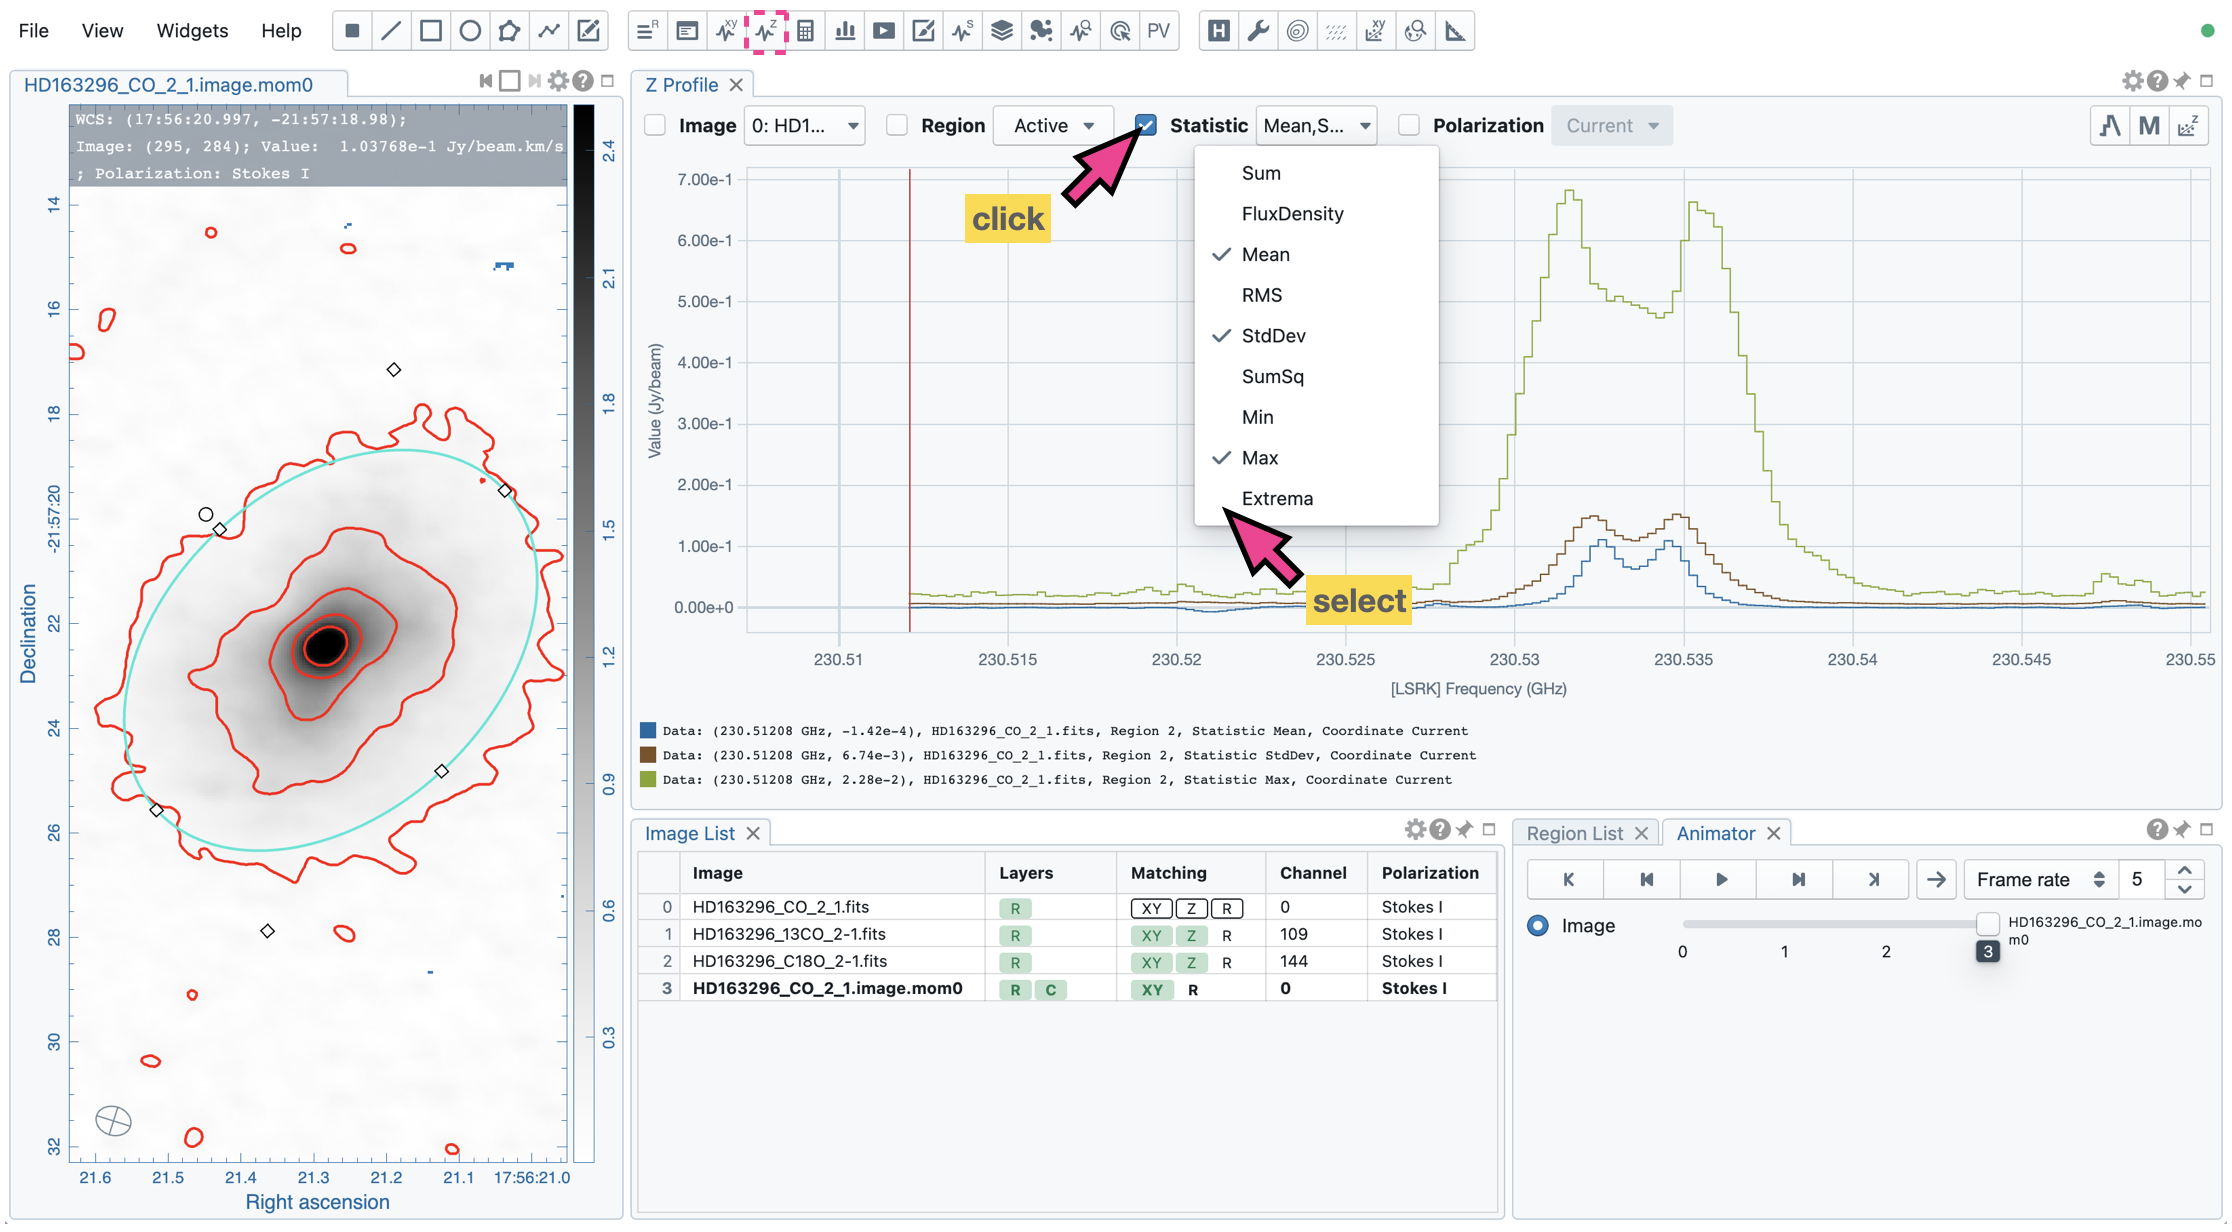 File View Widgets Help
R XY Z S PV H XY
HD163296_CO_2_1.image.mom0
WCS: (17:56:20.997, -21:57:18.98);
Image: (295, 284); Value: 1.03768e-1 Jy/beam.km/s
; Polarization: Stokes I
14
16
18
-21:57:20
22
24
26
28
30
32
Declination
21.6 21.5 21.4 21.3 21.2 21.1 17:56:21.0
Right ascension
2.4
2.1
1.8
1.5
1.2
0.9
0.6
0.3
Z Profile
Image 0: HD1... Region Active Statistic Mean,S... Polarization Current M Z
click
Sum
FluxDensity
Mean
RMS
StdDev
SumSq
Min
Max
Extrema
select
7.00e-1
6.00e-1
5.00e-1
4.00e-1
3.00e-1
2.00e-1
1.00e-1
0.00e+0
Value (Jy/beam)
230.51 230.515 230.52 230.525 230.53 230.535 230.54 230.545 230.55
[LSRK] Frequency (GHz)
Data: (230.51208 GHz, -1.42e-4), HD163296_CO_2_1.fits, Region 2, Statistic Mean, Coordinate Current
Data: (230.51208 GHz, 6.74e-3), HD163296_CO_2_1.fits, Region 2, Statistic StdDev, Coordinate Current
Data: (230.51208 GHz, 2.28e-2), HD163296_CO_2_1.fits, Region 2, Statistic Max, Coordinate Current
Image List
Image Layers Matching Channel Polarization
0 HD163296_CO_2_1.fits R XY Z R 0 Stokes I
1 HD163296_13CO_2-1.fits R XY Z R 109 Stokes I
2 HD163296_C18O_2-1.fits R XY Z R 144 Stokes I
3 HD163296_CO_2_1.image.mom0 R C XY R 0 Stokes I
Region List Animator
Frame rate 5
Image
0 1 2 3
HD163296_CO_2_1.image.mo
m0